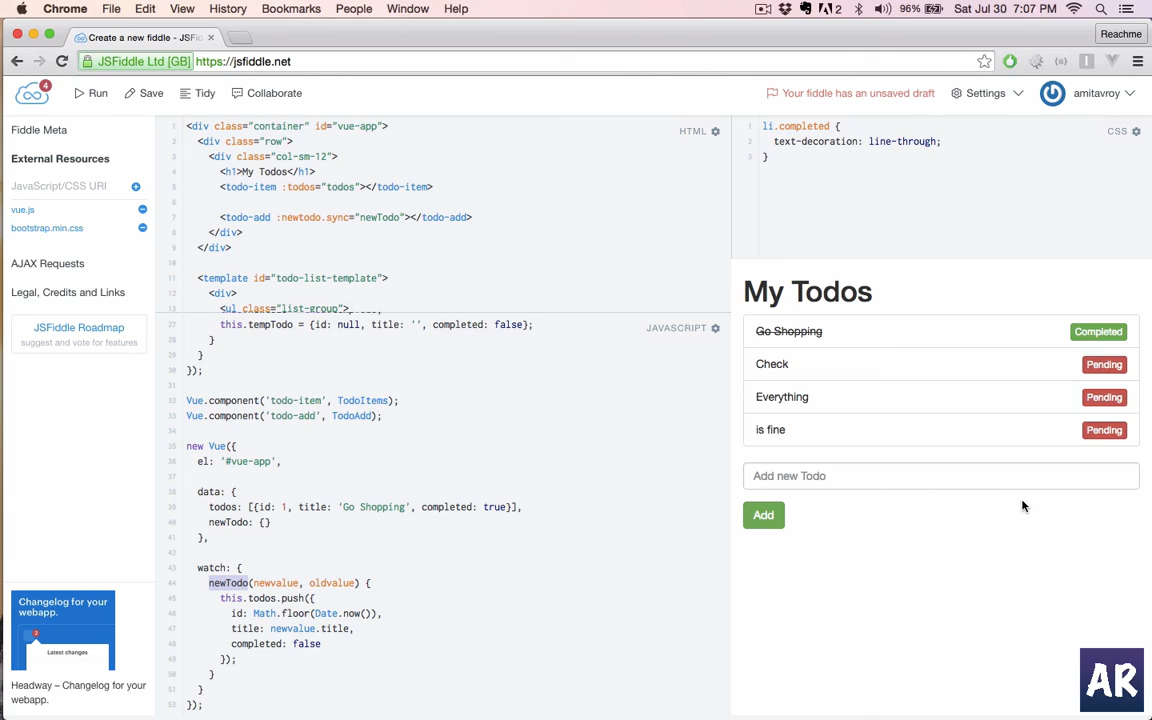 Chrome File Edit View History Bookmarks People Window Help 2 96% Sat Jul 30 7:07 PM
Create a new fiddle - JSFi
Reachme
JSFiddle Ltd [GB] https://jsfiddle.net
4 Run Save Tidy Collaborate Your fiddle has an unsaved draft Settings amitavroy
Fiddle Meta
External Resources
JavaScript/CSS URI
vue.js
bootstrap.min.css
AJAX Requests
Legal, Credits and Links
JSFiddle Roadmap
suggest and vote for features
Changelog for your
webapp.
2
Latest changes
Headway – Changelog for your
webapp.
HTML
1 <div class="container" id="vue-app">
2 <div class="row">
3 <div class="col-sm-12">
4 <h1>My Todos</h1>
5 <todo-item :todos="todos"></todo-item>
6
7 <todo-add :newtodo.sync="newTodo"></todo-add>
8 </div>
9 </div>
10
11 <template id="todo-list-template">
12 <div>
13 <ul class="list-group">
JAVASCRIPT
27 this.tempTodo = {id: null, title: '', completed: false};
28 }
29 }
30 });
31
32 Vue.component('todo-item', TodoItems);
33 Vue.component('todo-add', TodoAdd);
34
35 new Vue({
36 el: '#vue-app',
37
38 data: {
39 todos: [{id: 1, title: 'Go Shopping', completed: true}],
40 newTodo: {}
41 },
42
43 watch: {
44 newTodo(newvalue, oldvalue) {
45 this.todos.push({
46 id: Math.floor(Date.now()),
47 title: newvalue.title,
48 completed: false
49 });
50 }
51 }
52 });
CSS
1 li.completed {
2 text-decoration: line-through;
3 }
My Todos
Go Shopping Completed
Check Pending
Everything Pending
is fine Pending
Add new Todo
Add
AR